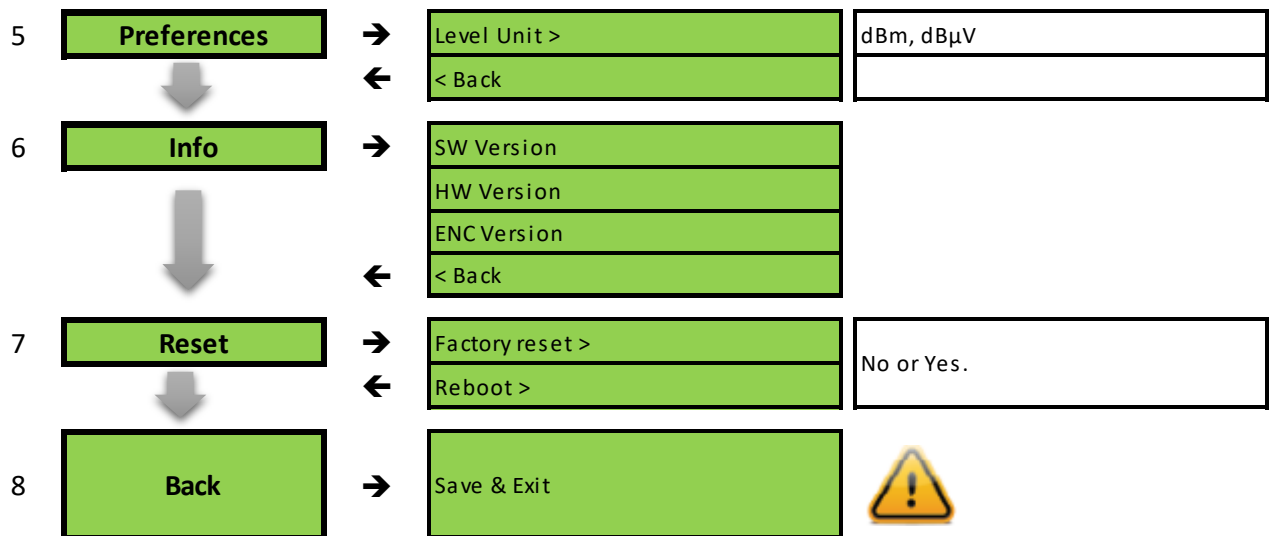 5 Preferences → Level Unit > dBm, dBµV
← < Back
6 Info → SW Version
HW Version
ENC Version
← < Back
7 Reset → Factory reset > No or Yes.
← Reboot >
8 Back → Save & Exit